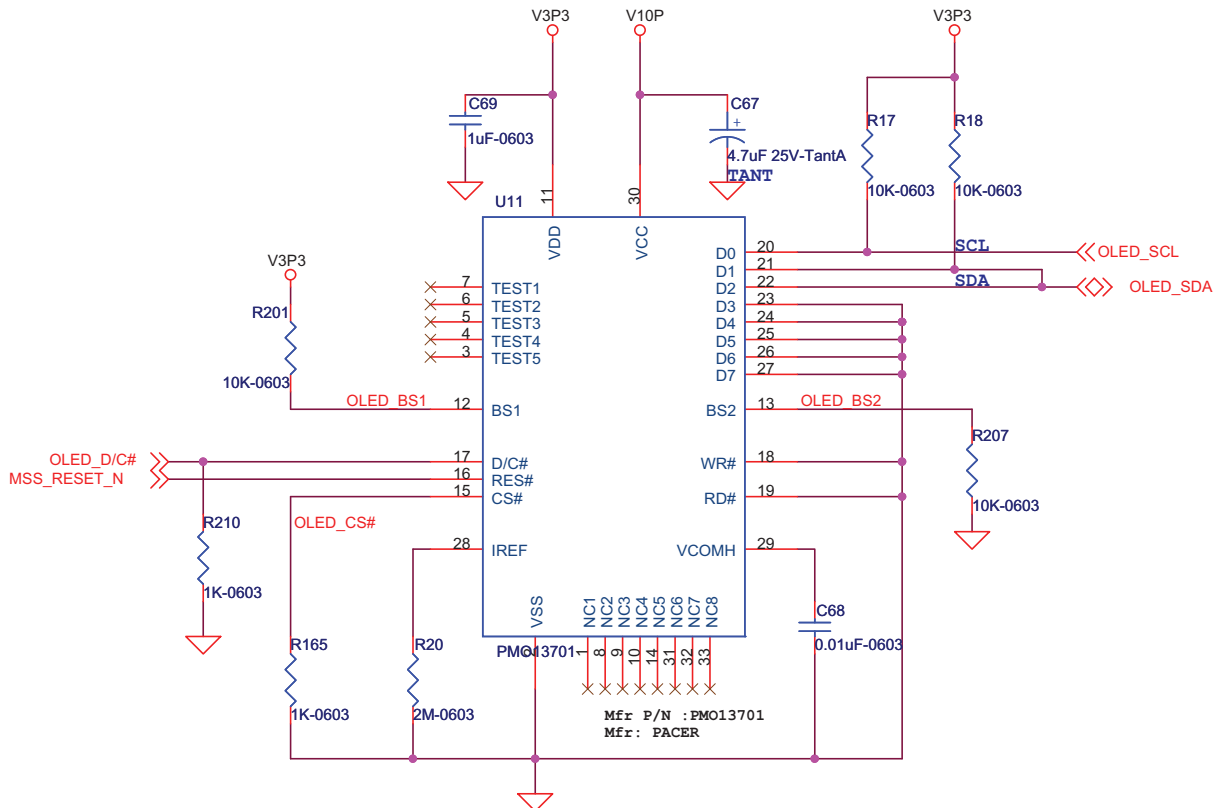 V3P3
V10P
V3P3
C69
1uF-0603
C67
+
4.7uF 25V-TantA
TANT
R17
10K-0603
R18
10K-0603
U11
11
VDD
30
VCC
V3P3
R201
10K-0603
7 TEST1
6 TEST2
5 TEST3
4 TEST4
3 TEST5
D0 20 SCL OLED_SCL
D1 21
D2 22 SDA OLED_SDA
D3 23
D4 24
D5 25
D6 26
D7 27
OLED_BS1 12 BS1
BS2 13 OLED_BS2
R207
10K-0603
OLED_D/C# 17 D/C#
MSS_RESET_N 16 RES#
15 CS#
OLED_CS#
WR# 18
RD# 19
R210
1K-0603
28 IREF
VCOMH 29
C68
0.01uF-0603
VSS
2
NC1
NC2
NC3
NC4
NC5
NC6
NC7
NC8
PMO13701
1
8
9
10
14
31
32
33
R165
1K-0603
R20
2M-0603
Mfr P/N :PMO13701
Mfr: PACER